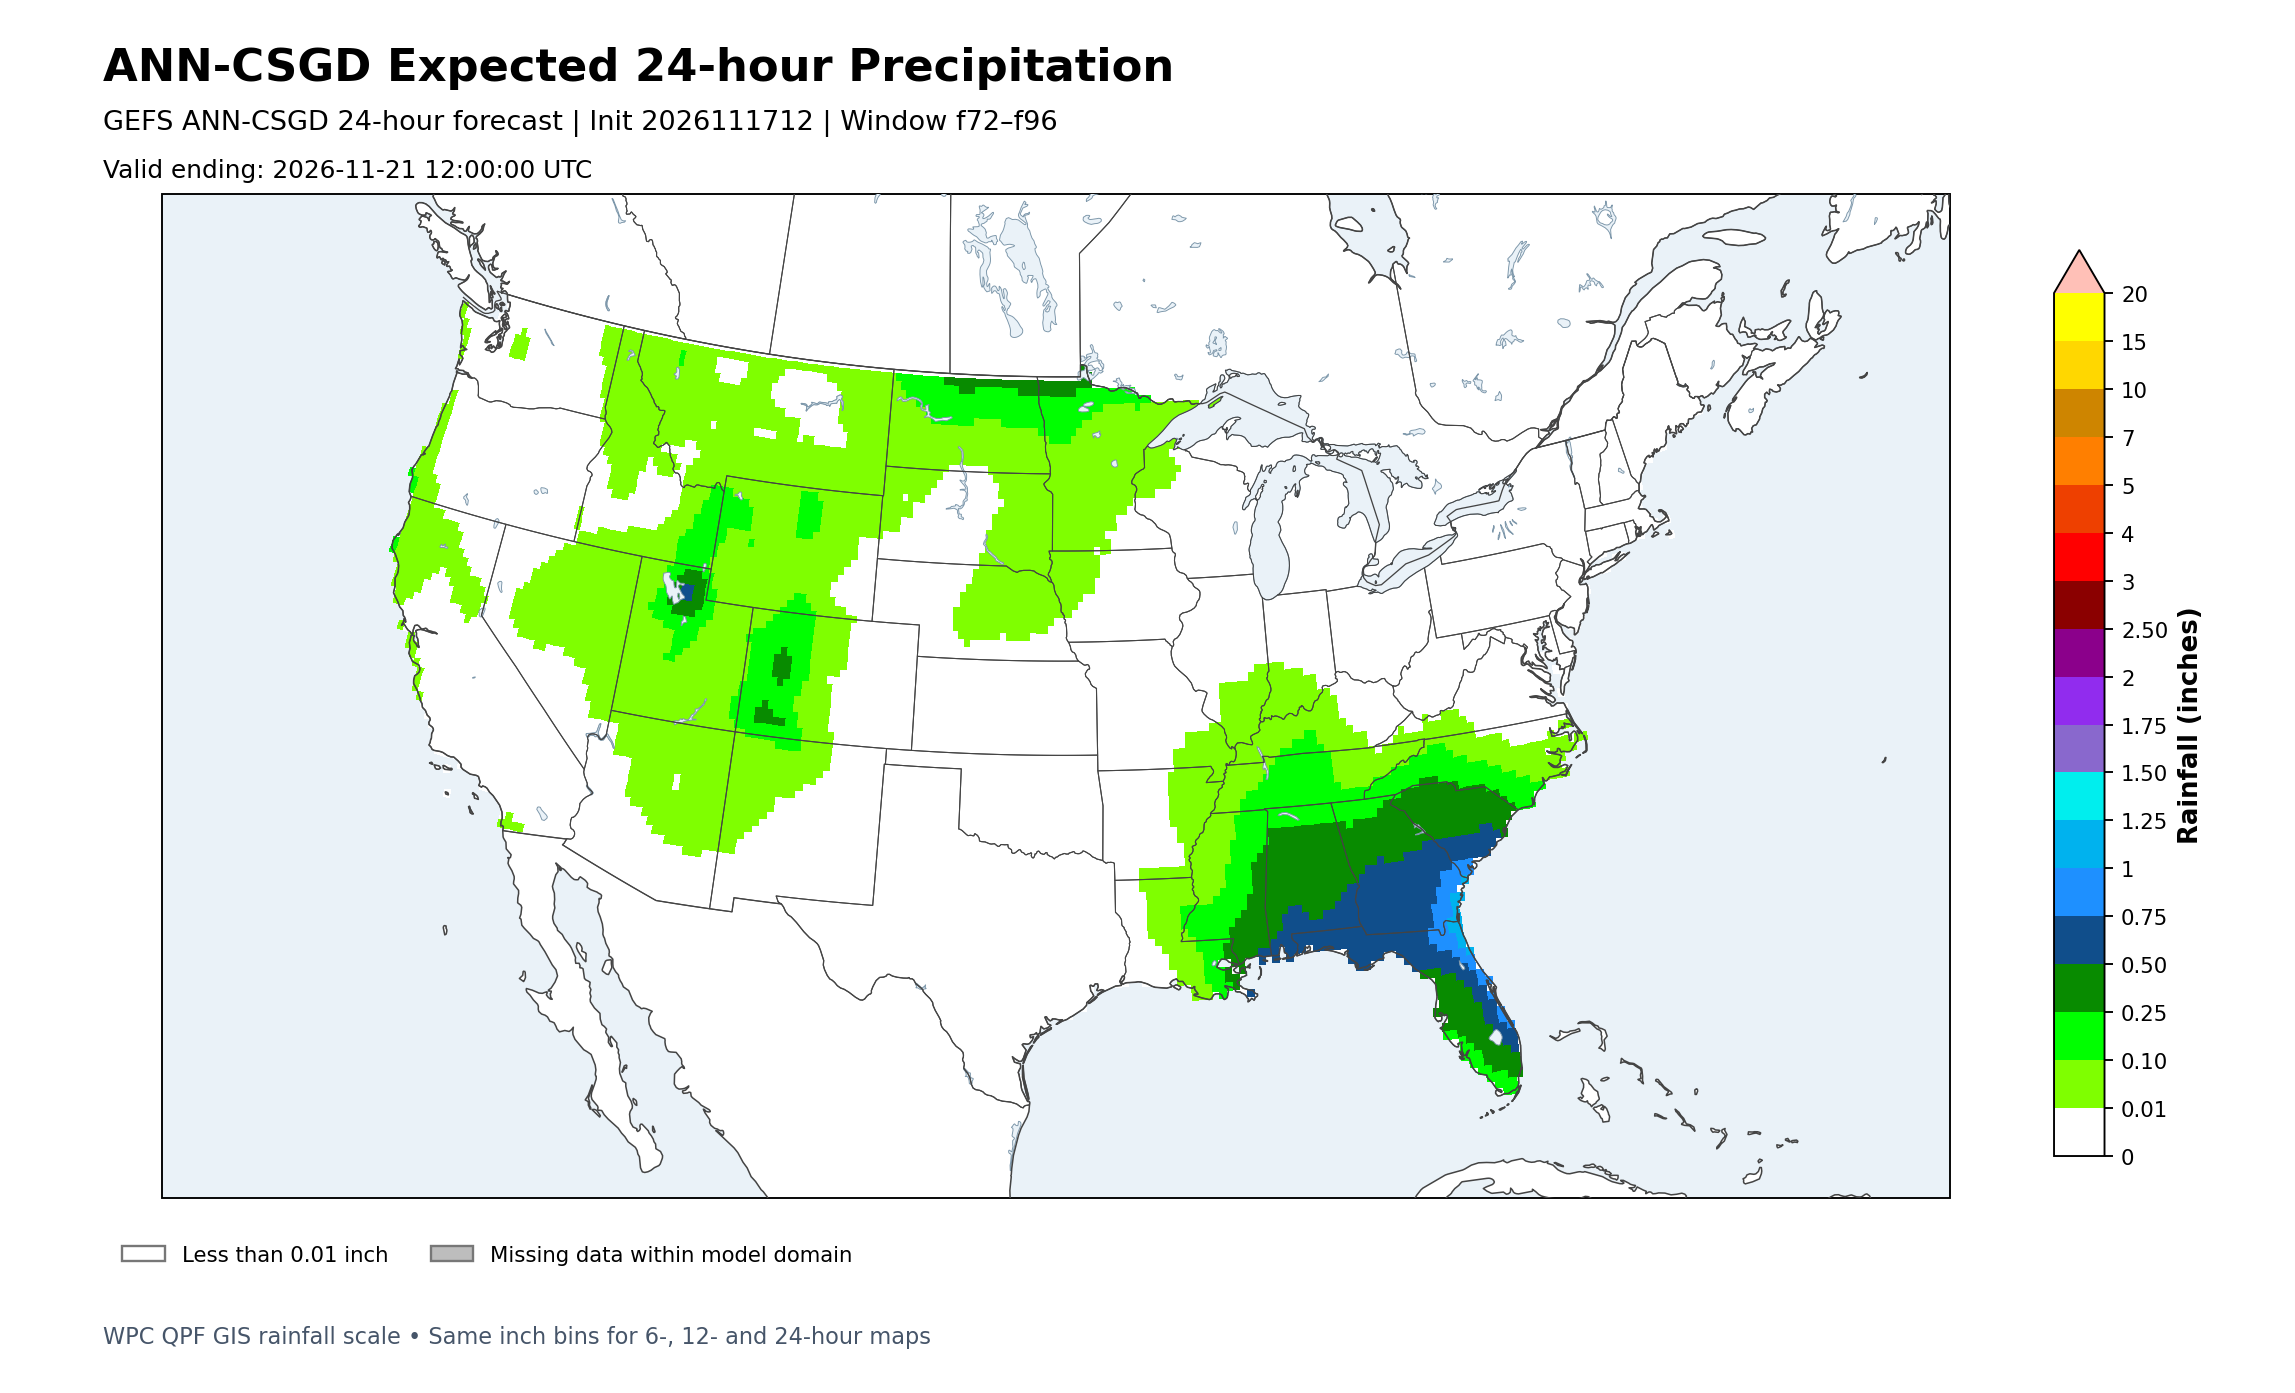 ANN-CSGD Expected 24-hour Precipitation
GEFS ANN-CSGD 24-hour forecast | Init 2026111712 | Window f72–f96
Valid ending: 2026-11-21 12:00:00 UTC
20
15
10
7
5
4
3
2.50
2
1.75
1.50
1.25
1
0.75
0.50
0.25
0.10
0.01
0
Rainfall (inches)
Less than 0.01 inch
Missing data within model domain
WPC QPF GIS rainfall scale • Same inch bins for 6-, 12- and 24-hour maps